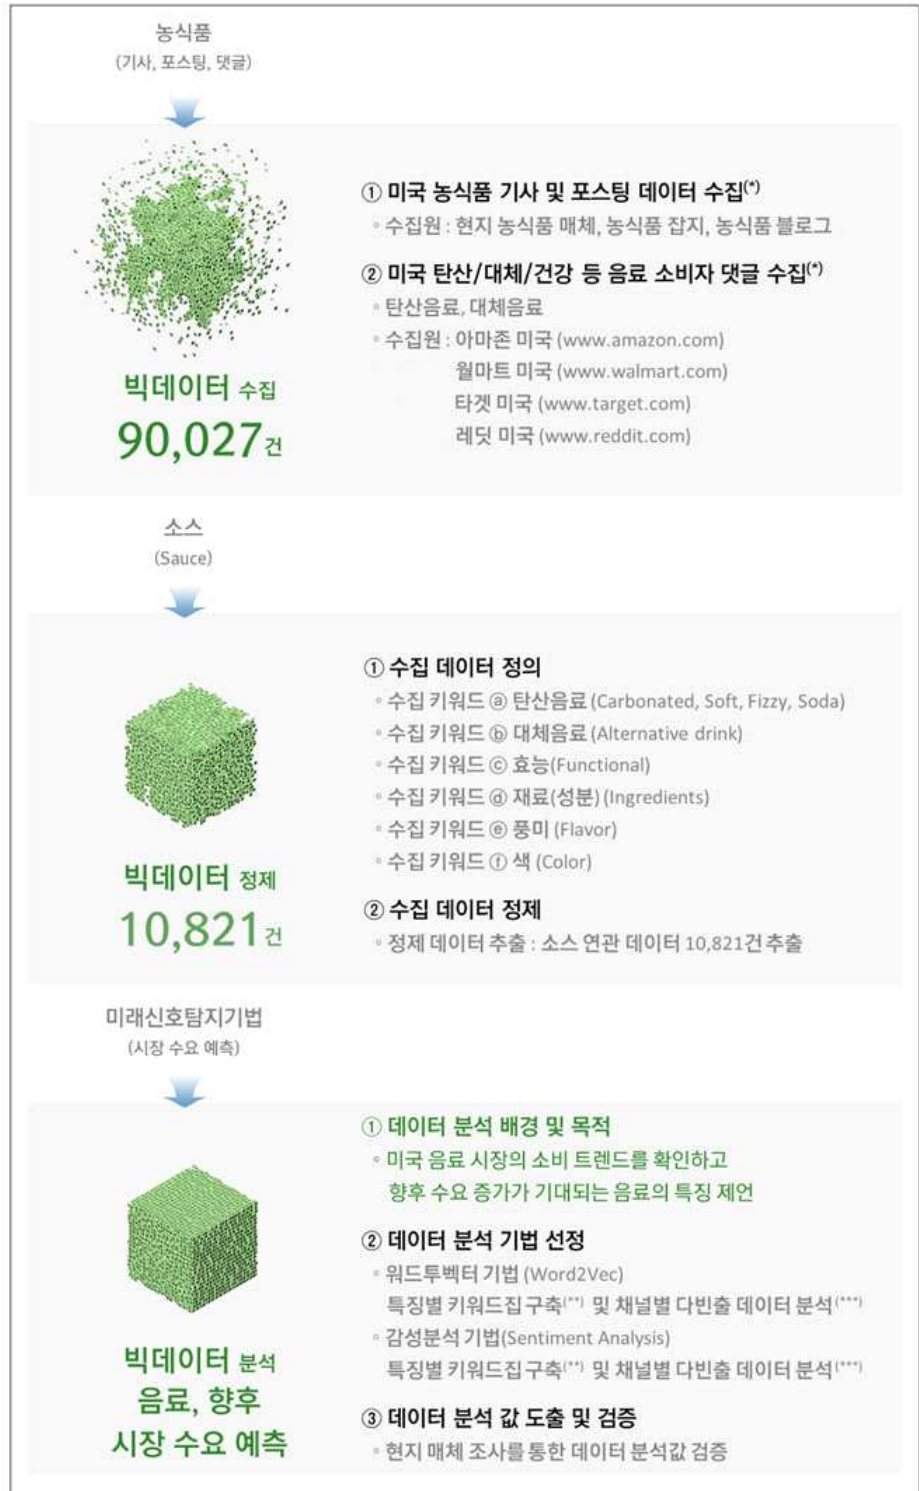 농식품
(기사, 포스팅, 댓글)
빅데이터 수집
90,027건
① 미국 농식품 기사 및 포스팅 데이터 수집(*)
◦ 수집원 : 현지 농식품 매체, 농식품 잡지, 농식품 블로그
② 미국 탄산/대체/건강 등 음료 소비자 댓글 수집(*)
◦ 탄산음료, 대체음료
◦ 수집원 : 아마존 미국 (www.amazon.com)
월마트 미국 (www.walmart.com)
타겟 미국 (www.target.com)
레딧 미국 (www.reddit.com)
소스
(Sauce)
빅데이터 정제
10,821건
① 수집 데이터 정의
◦ 수집 키워드 ⓐ 탄산음료 (Carbonated, Soft, Fizzy, Soda)
◦ 수집 키워드 ⓑ 대체음료 (Alternative drink)
◦ 수집 키워드 ⓒ 효능(Functional)
◦ 수집 키워드 ⓓ 재료(성분) (Ingredients)
◦ 수집 키워드 ⓔ 풍미 (Flavor)
◦ 수집 키워드 ⓕ 색 (Color)
② 수집 데이터 정제
◦ 정제 데이터 추출 : 소스 연관 데이터 10,821건 추출
미래신호탐지기법
(시장 수요 예측)
빅데이터 분석
음료, 향후
시장 수요 예측
① 데이터 분석 배경 및 목적
◦ 미국 음료 시장의 소비 트렌드를 확인하고
향후 수요 증가가 기대되는 음료의 특징 제언
② 데이터 분석 기법 선정
◦ 워드투벡터 기법 (Word2Vec)
특징별 키워드집 구축(**) 및 채널별 다빈출 데이터 분석(***)
◦ 감성분석 기법(Sentiment Analysis)
특징별 키워드집 구축(**) 및 채널별 다빈출 데이터 분석(***)
③ 데이터 분석 값 도출 및 검증
◦ 현지 매체 조사를 통한 데이터 분석값 검증